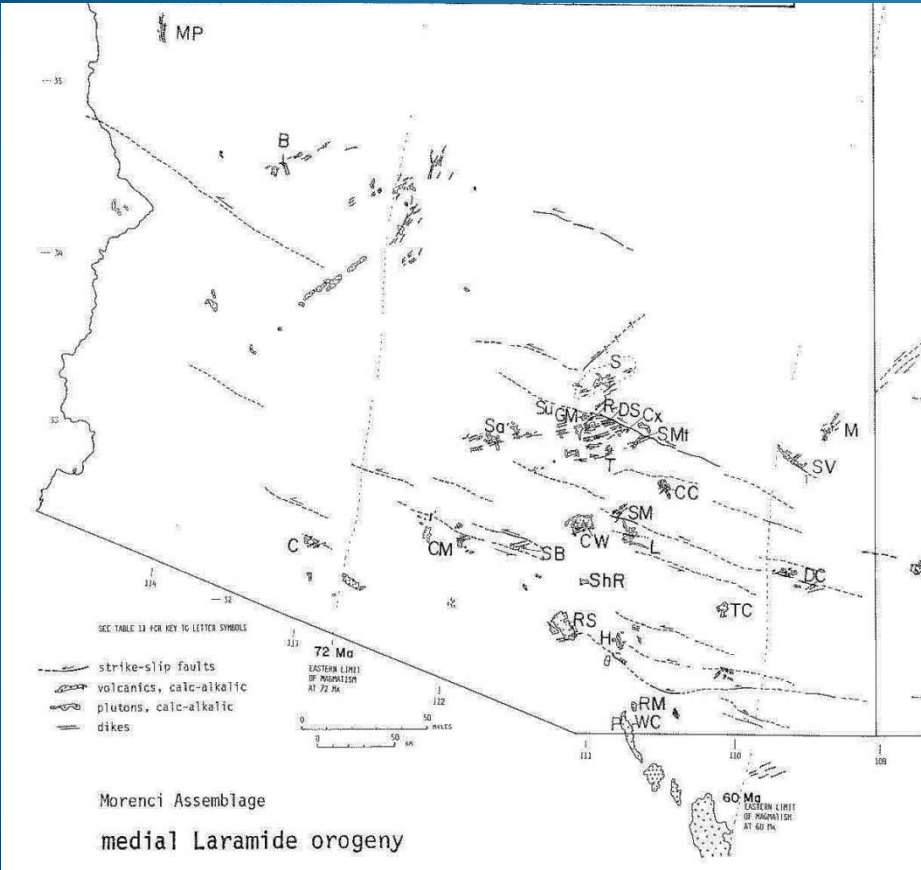 MP
35
B
34
S
Su GM R DS Cx
33
Sa
SMt
M
T
SV
CC
SM
C
CM
SB
CW
L
DC
ShR
114
32
TC
RS
SEE TABLE 13 FOR KEY TO LETTER SYMBOLS
H
113
72 Ma
EASTERN LIMIT
OF MAGMATISM
AT 72 Ma
112
strike-slip faults
volcanics, calc-alkalic
plutons, calc-alkalic
dikes
0 50
MILES
0 50
KM
RM
P WC
111
110
109
60 Ma
EASTERN LIMIT
OF MAGMATISM
AT 60 Ma
Morenci Assemblage
medial Laramide orogeny